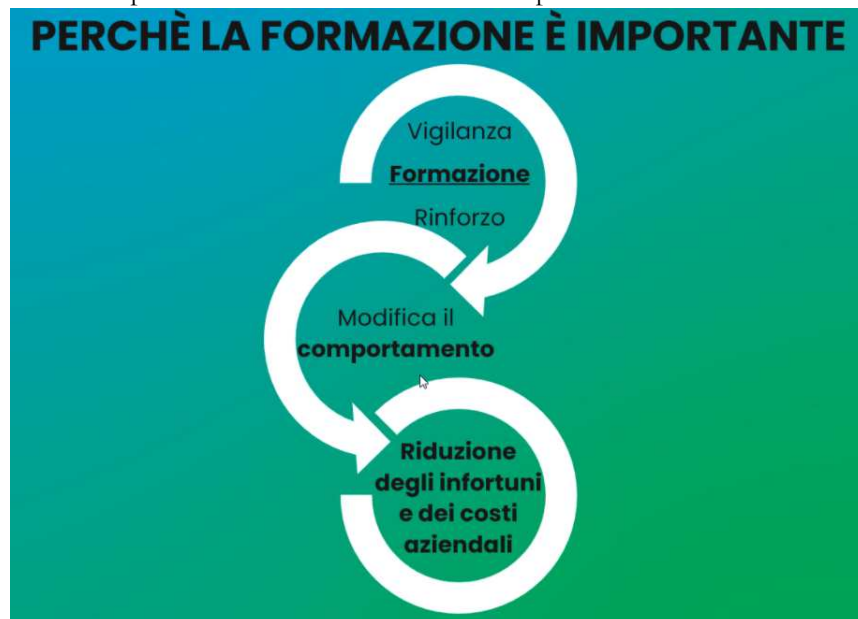 PERCHÈ LA FORMAZIONE È IMPORTANTE
Vigilanza
Formazione
Rinforzo
Modifica il
comportamento
Riduzione
degli infortuni
e dei costi
aziendali